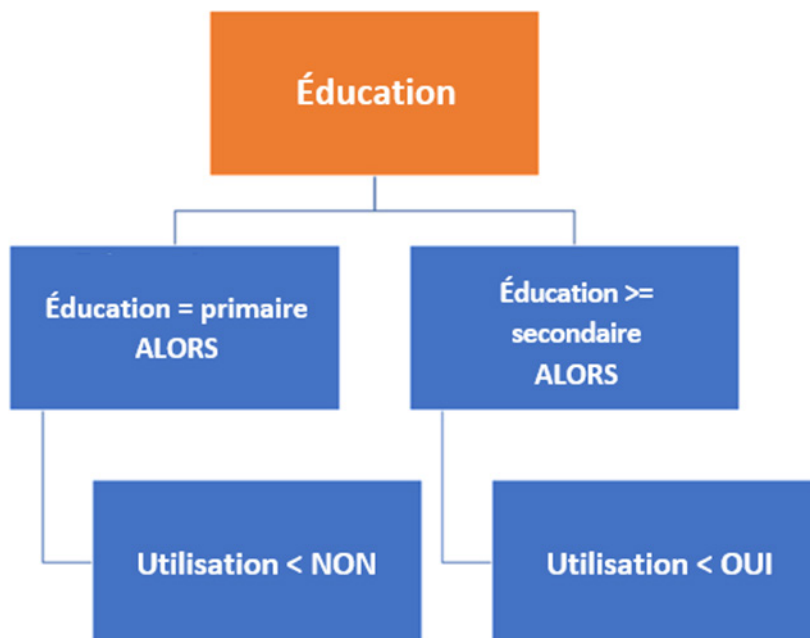 Éducation
Éducation = primaire
ALORS
Éducation >=
secondaire
ALORS
Utilisation < NON
Utilisation < OUI